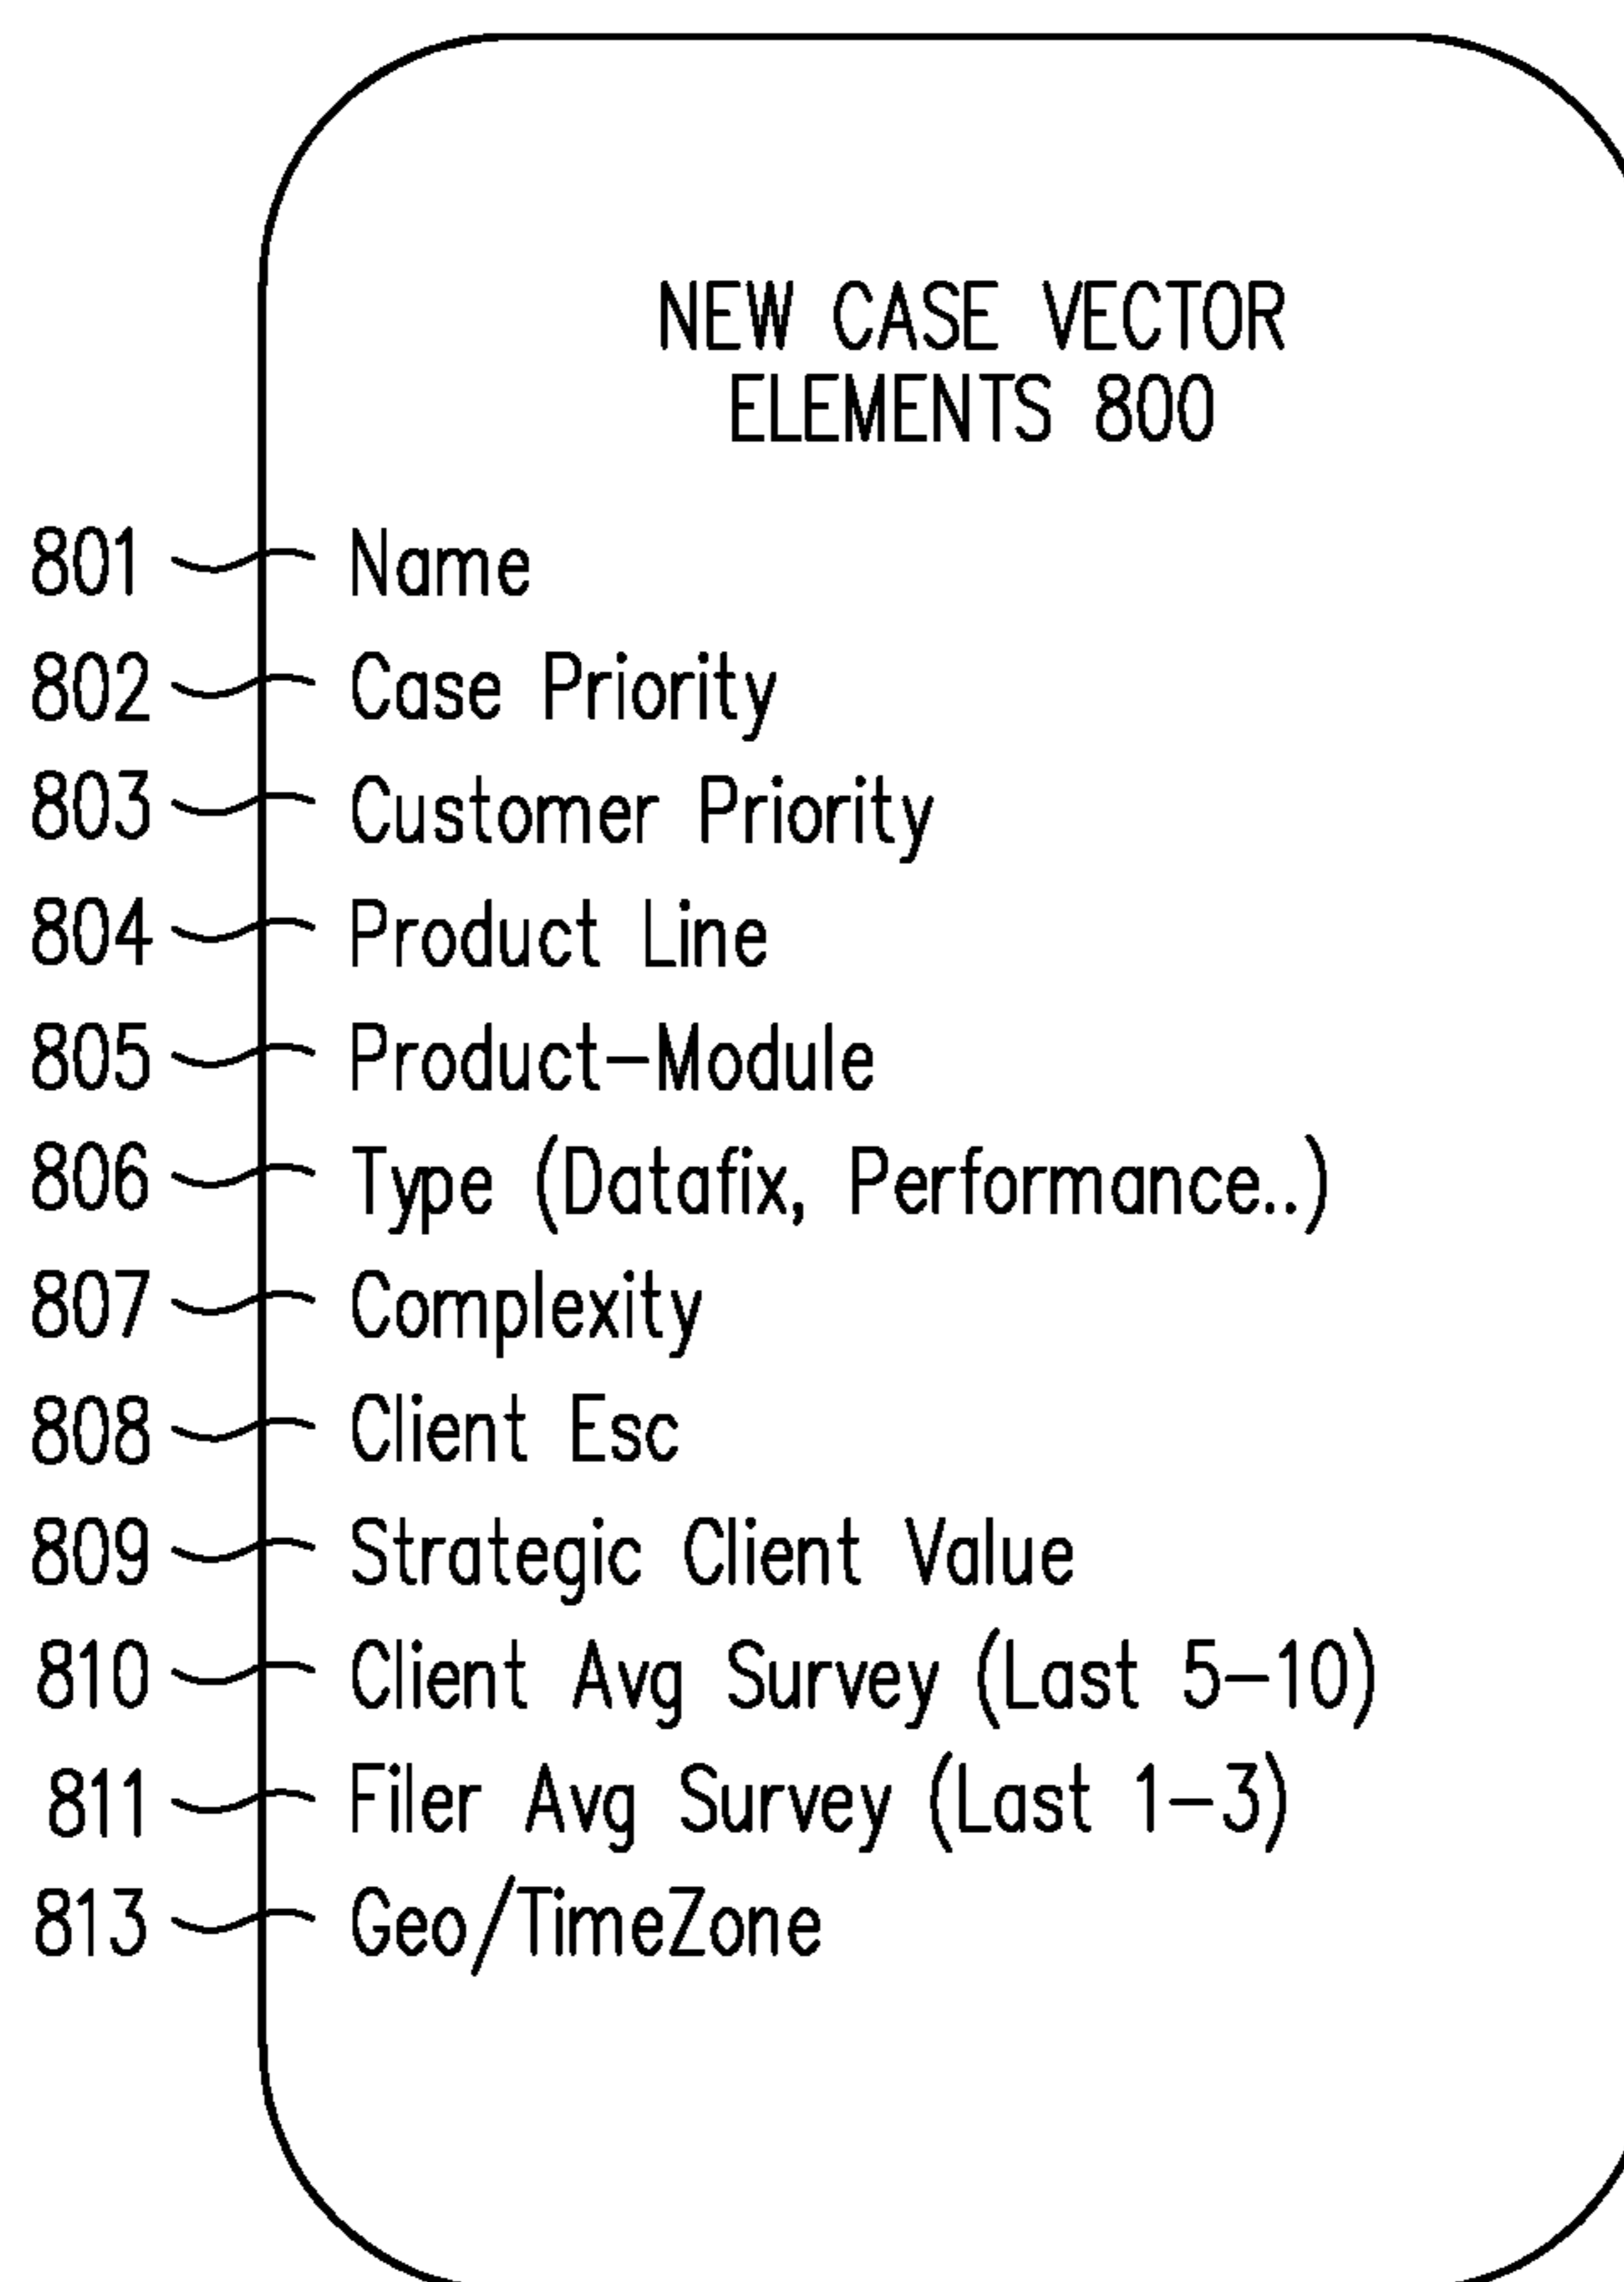 NEW CASE VECTOR
ELEMENTS 800
801 Name
802 Case Priority
803 Customer Priority
804 Product Line
805 Product-Module
806 Type (Datafix, Performance..)
807 Complexity
808 Client Esc
809 Strategic Client Value
810 Client Avg Survey (Last 5-10)
811 Filer Avg Survey (Last 1-3)
813 Geo/TimeZone